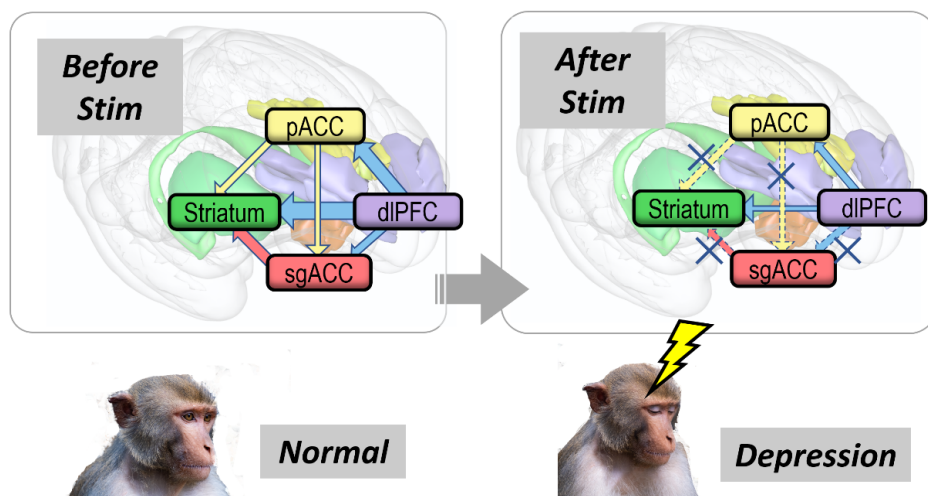 Before
Stim
pACC
Striatum
dlPFC
sgACC
After
Stim
pACC
Striatum
dlPFC
sgACC
Normal
Depression